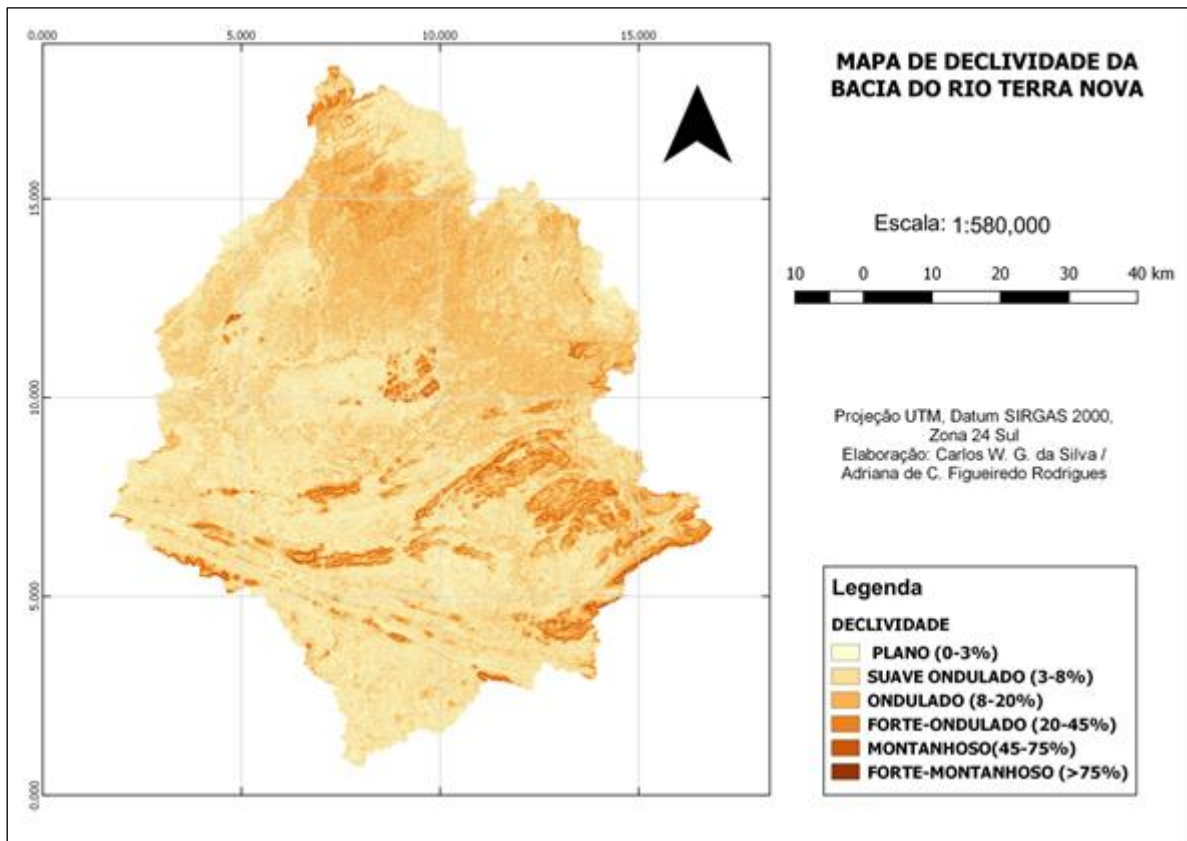 0.000 5.000 10.000 15.000
15.000
10.000
5.000
0.000
MAPA DE DECLIVIDADE DA
BACIA DO RIO TERRA NOVA
Escala: 1:580,000
10 0 10 20 30 40 km
Projeção UTM, Datum SIRGAS 2000,
Zona 24 Sul
Elaboração: Carlos W. G. da Silva /
Adriana de C. Figueiredo Rodrigues
Legenda
DECLIVIDADE
PLANO (0-3%)
SUAVE ONDULADO (3-8%)
ONDULADO (8-20%)
FORTE-ONDULADO (20-45%)
MONTANHOSO(45-75%)
FORTE-MONTANHOSO (>75%)